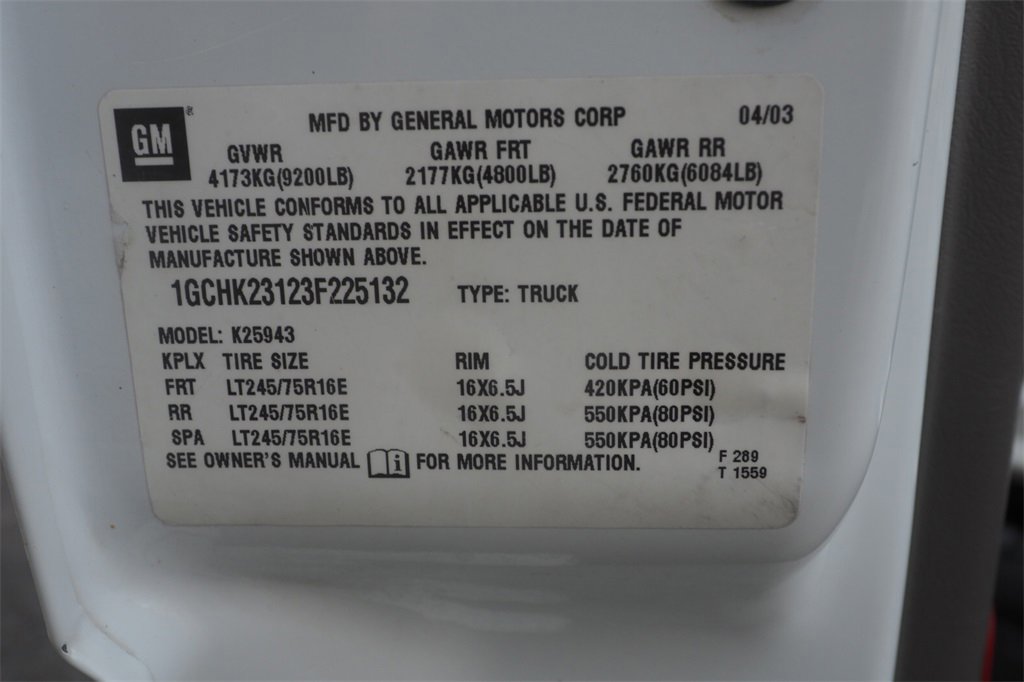 GM ®
MFD BY GENERAL MOTORS CORP 04/03
GVWR GAWR FRT GAWR RR
4173KG(9200LB) 2177KG(4800LB) 2760KG(6084LB)
THIS VEHICLE CONFORMS TO ALL APPLICABLE U.S. FEDERAL MOTOR
VEHICLE SAFETY STANDARDS IN EFFECT ON THE DATE OF
MANUFACTURE SHOWN ABOVE.
1GCHK23123F225132 TYPE: TRUCK
MODEL: K25943
KPLX TIRE SIZE RIM COLD TIRE PRESSURE
FRT LT245/75R16E 16X6.5J 420KPA(60PSI)
RR LT245/75R16E 16X6.5J 550KPA(80PSI)
SPA LT245/75R16E 16X6.5J 550KPA(80PSI)
SEE OWNER'S MANUAL i FOR MORE INFORMATION. F 289
T 1559